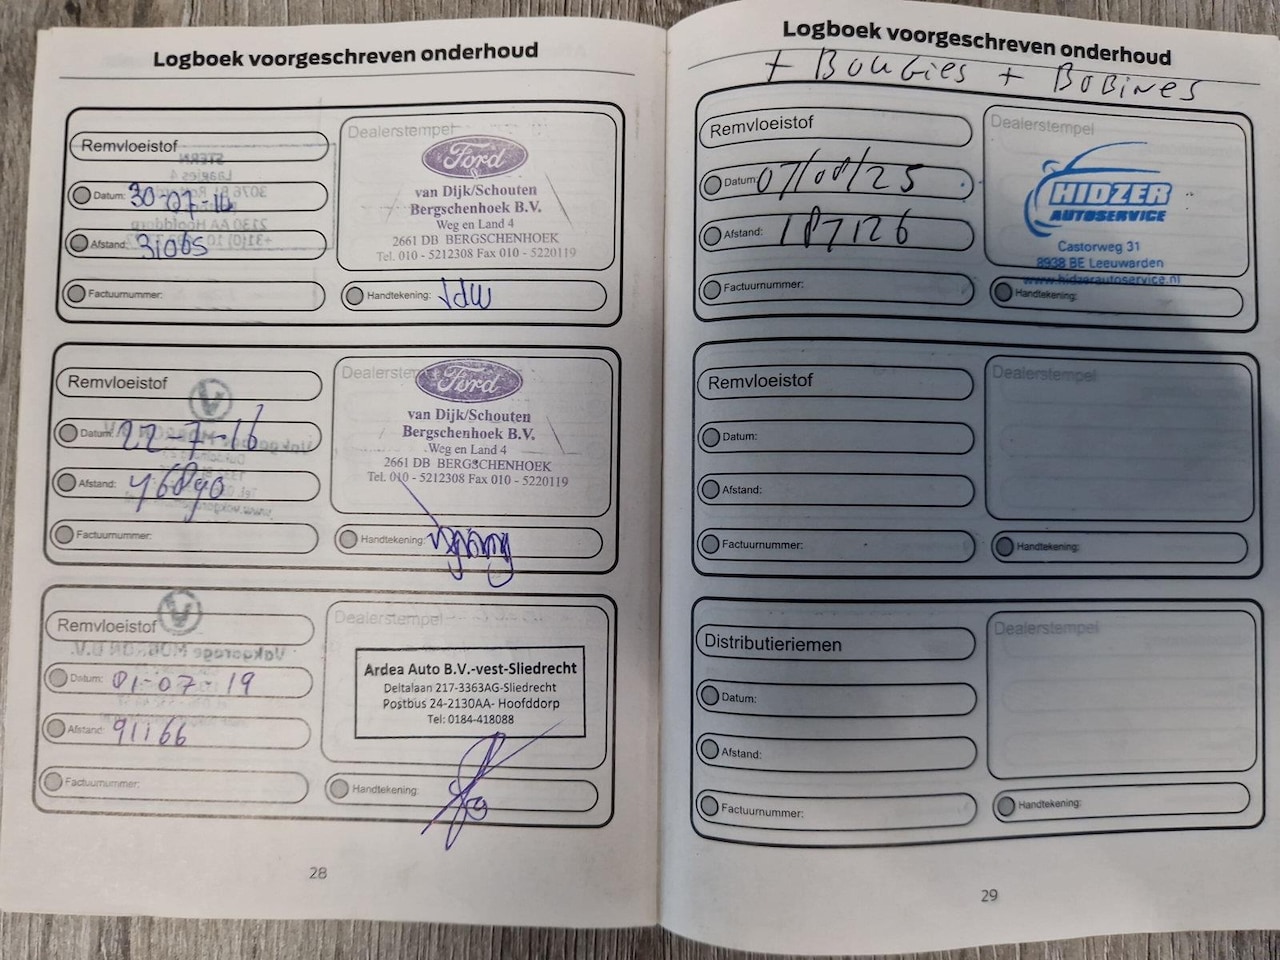 Logboek voorgeschreven onderhoud
Remvloeistof
Datum: 30-07-
Afstand: 31065
Factuurnummer:
Dealerstempel
Ford
van Dijk/Schouten
Bergschenhoek B.V.
Weg en Land 4
2661 DB BERGSCHENHOEK
Tel. 010 - 5212308 Fax 010 - 5220119
Handtekening:
Remvloeistof
Datum: 22-7-16
Afstand: 46890
Factuurnummer:
Dealerstempel
Ford
van Dijk/Schouten
Bergschenhoek B.V.
Weg en Land 4
2661 DB BERGSCHENHOEK
Tel. 010 - 5212308 Fax 010 - 5220119
Handtekening:
Remvloeistof
Datum: 01-07-19
Afstand: 91166
Factuurnummer:
Dealerstempel
Ardea Auto B.V.-vest-Sliedrecht
Deltalaan 217-3363AG-Sliedrecht
Postbus 24-2130AA- Hoofddorp
Tel: 0184-418088
Handtekening:
28
Logboek voorgeschreven onderhoud
+ BOUGIES + BOBINES
Remvloeistof
Datum: 07/08/25
Afstand: 187126
Factuurnummer:
Dealerstempel
HIDZER
AUTOSERVICE
Castorweg 31
8938 BE Leeuwarden
www.hidzerautoservice.nl
Handtekening:
Remvloeistof
Datum:
Afstand:
Factuurnummer:
Dealerstempel
Handtekening:
Distributieriemen
Datum:
Afstand:
Factuurnummer:
Dealerstempel
Handtekening:
29